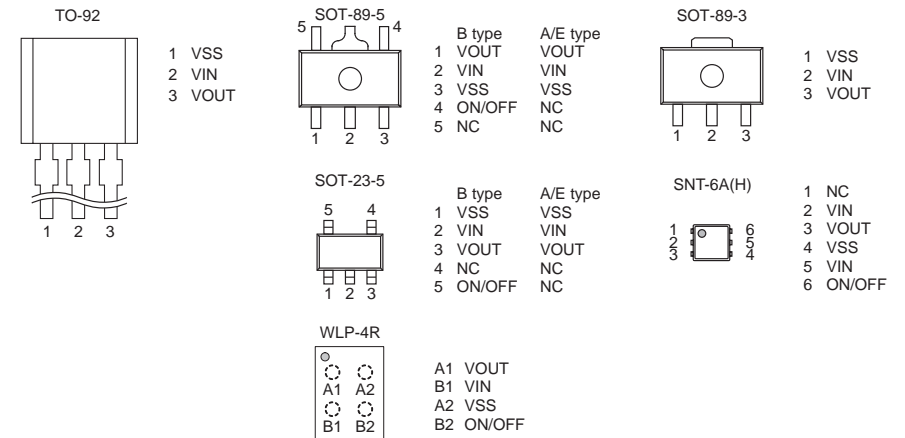 TO-92
1 VSS
2 VIN
3 VOUT
1 2 3
SOT-89-5
5 4
1 2 3
B type A/E type
1 VOUT VOUT
2 VIN VIN
3 VSS VSS
4 ON/OFF NC
5 NC NC
SOT-89-3
1 2 3
1 VSS
2 VIN
3 VOUT
SOT-23-5
5 4
1 2 3
B type A/E type
1 VSS VSS
2 VIN VIN
3 VOUT VOUT
4 NC NC
5 ON/OFF NC
SNT-6A(H)
1 6
2 5
3 4
1 NC
2 VIN
3 VOUT
4 VSS
5 VIN
6 ON/OFF
WLP-4R
A1 A2
B1 B2
A1 VOUT
B1 VIN
A2 VSS
B2 ON/OFF